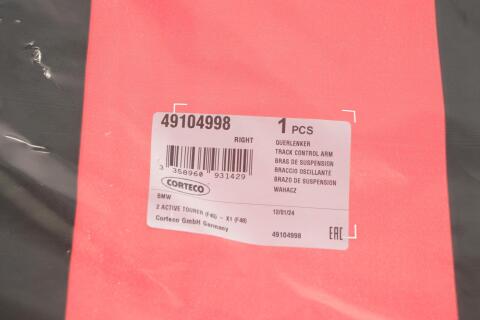 49104998 1 PCS
RIGHT
QUERLENKER
TRACK CONTROL ARM
BRAS DE SUSPENSION
BRACCIO OSCILLANTE
BRAZO DE SUSPENSION
WAHACZ
3 358960 931429
CORTECO
BMW
2 ACTIVE TOURER (F45) - X1 (F48)
12/01/24
Corteco GmbH Germany
49104998
EAC